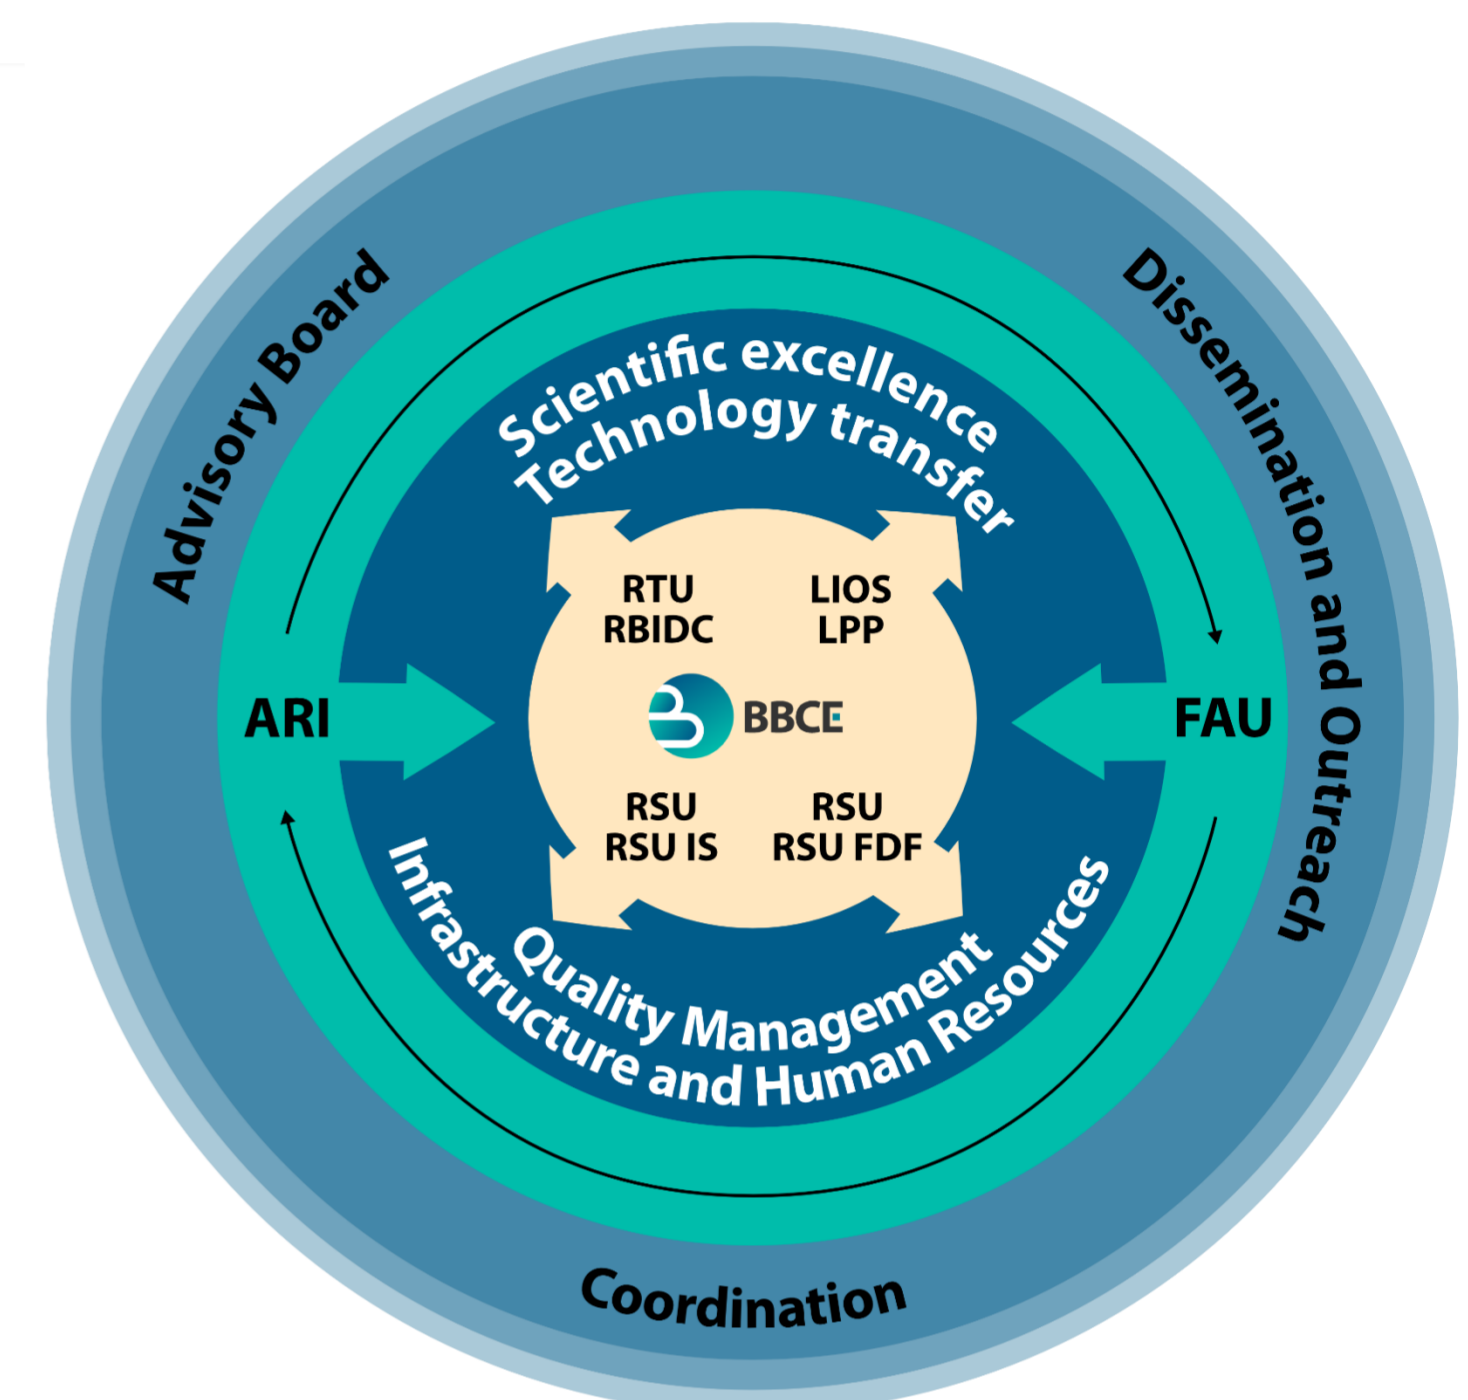 Advisory Board
Dissemination and Outreach
Scientific excellence
Technology transfer
RTU
RBIDC
LIOS
LPP
ARI
BBCE
FAU
RSU
RSU IS
RSU
RSU FDF
Quality Management
Infrastructure and Human Resources
Coordination